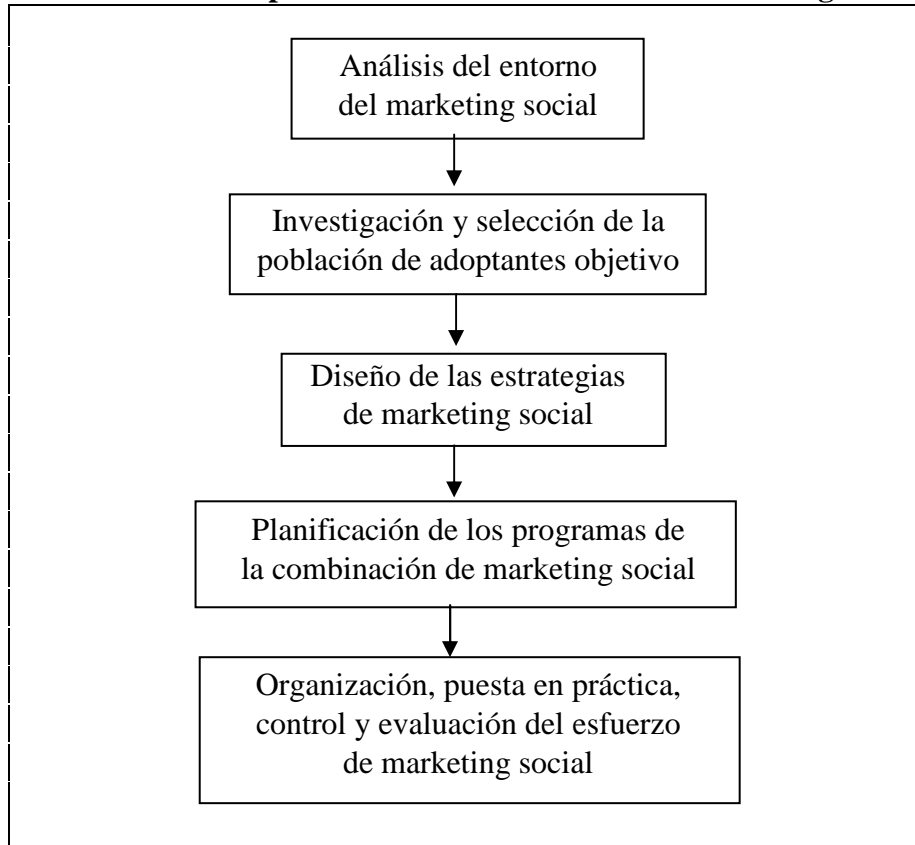 Análisis del entorno
del marketing social
Investigación y selección de la
población de adoptantes objetivo
Diseño de las estrategias
de marketing social
Planificación de los programas de
la combinación de marketing social
Organización, puesta en práctica,
control y evaluación del esfuerzo
de marketing social